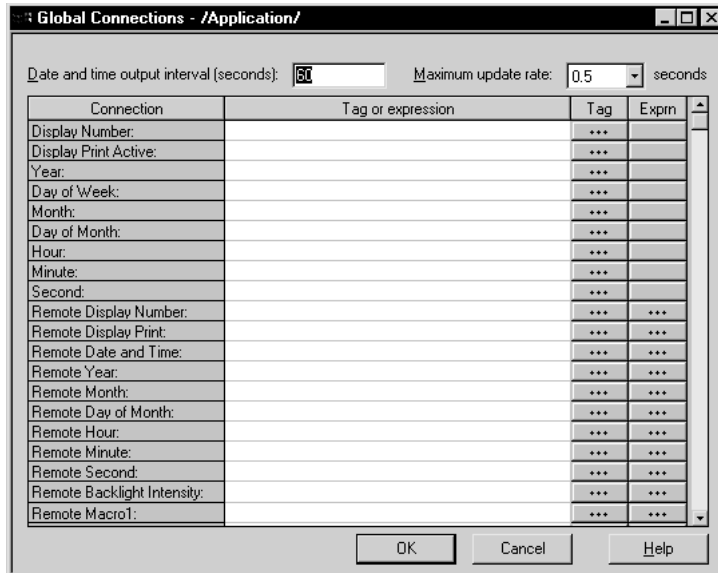 Global Connections - /Application/
Date and time output interval (seconds): 60 Maximum update rate: 0.5 seconds
Connection Tag or expression Tag Exprn
Display Number: •••
Display Print Active: •••
Year: •••
Day of Week: •••
Month: •••
Day of Month: •••
Hour: •••
Minute: •••
Second: •••
Remote Display Number: ••• •••
Remote Display Print: ••• •••
Remote Date and Time: ••• •••
Remote Year: ••• •••
Remote Month: ••• •••
Remote Day of Month: ••• •••
Remote Hour: ••• •••
Remote Minute: ••• •••
Remote Second: ••• •••
Remote Backlight Intensity: ••• •••
Remote Macro1: ••• •••
OK Cancel Help